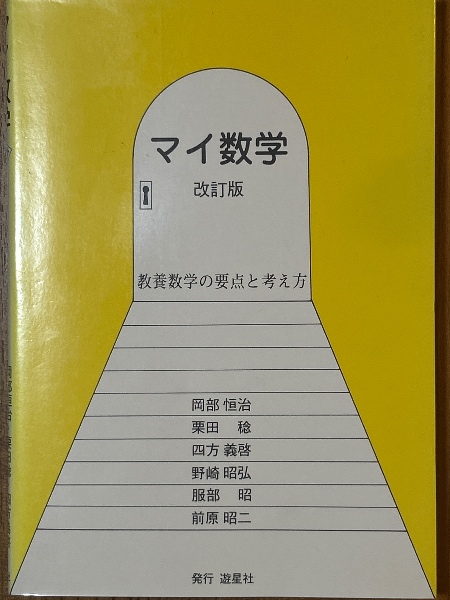 マイ数学
改訂版
教養数学の要点と考え方
岡部 恒治
栗田 稔
四方 義啓
野崎 昭弘
服部 昭
前原 昭二
発行 遊星社